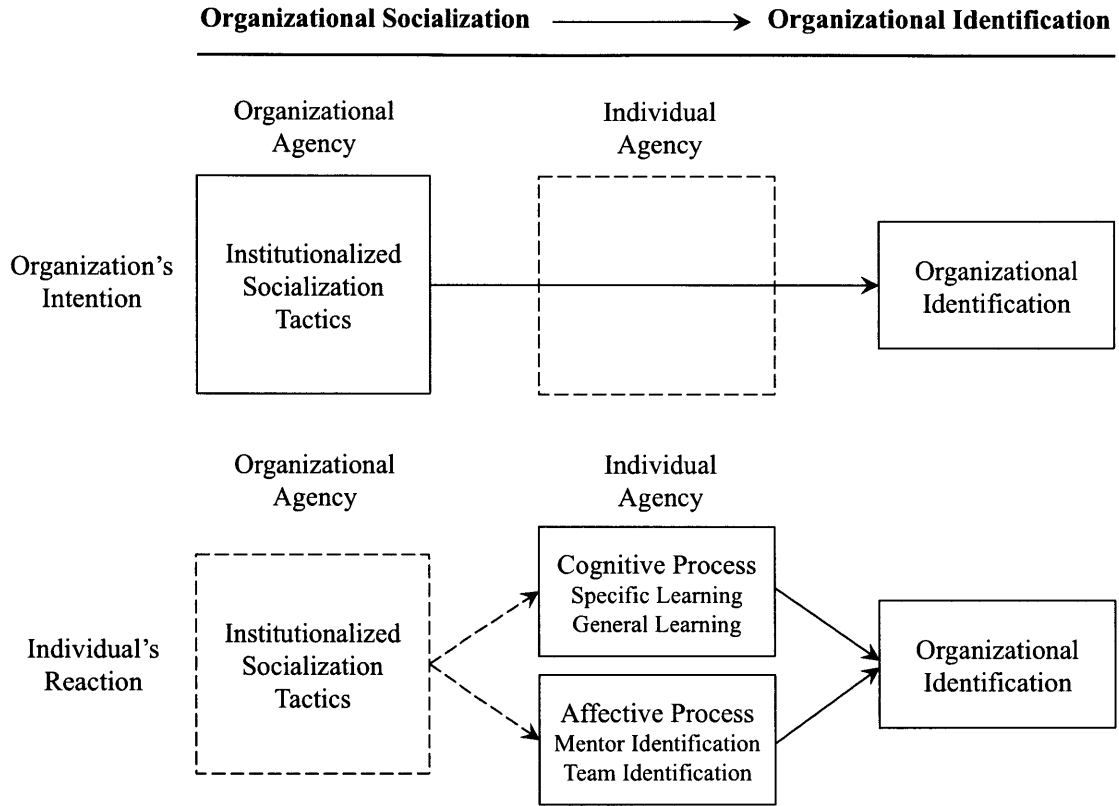 Organizational Socialization
Organizational Identification
Organizational
Agency
Individual
Agency
Organization's
Intention
Institutionalized
Socialization
Tactics
Organizational
Identification
Organizational
Agency
Individual
Agency
Individual's
Reaction
Institutionalized
Socialization
Tactics
Cognitive Process
Specific Learning
General Learning
Affective Process
Mentor Identification
Team Identification
Organizational
Identification